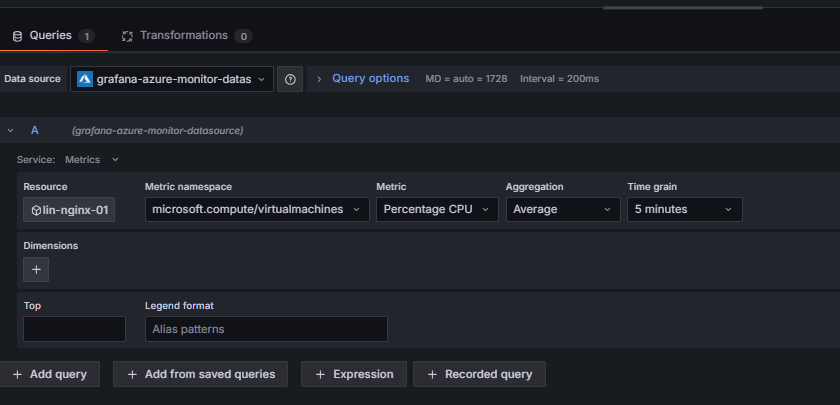 Queries 1 Transformations 0
Data source grafana-azure-monitor-datas Query options MD = auto = 1728 Interval = 200ms
A (grafana-azure-monitor-datasource)
Service: Metrics
Resource Metric namespace Metric Aggregation Time grain
lin-nginx-01 microsoft.compute/virtualmachines Percentage CPU Average 5 minutes
Dimensions
+
Top Legend format
Alias patterns
+ Add query + Add from saved queries + Expression + Recorded query